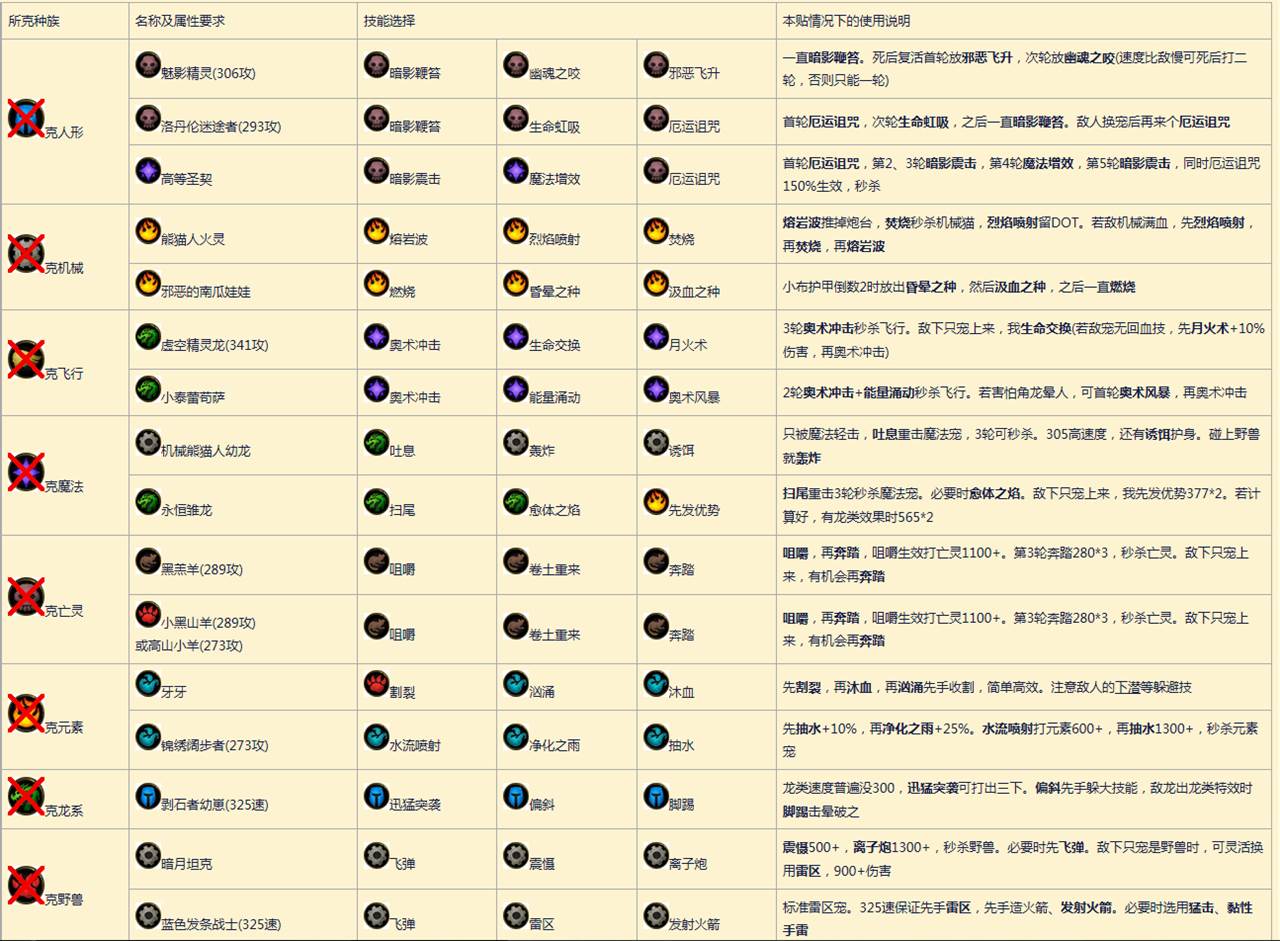 所克种族 名称及属性要求 技能选择 本贴情况下的使用说明
克人形
魅影精灵(306攻) 暗影鞭笞 幽魂之咬 邪恶飞升
一直暗影鞭笞。死后复活首轮放邪恶飞升，次轮放幽魂之咬(速度比敌慢可死后打二
轮，否则只能一轮)
洛丹伦迷途者(293攻) 暗影鞭笞 生命虹吸 厄运诅咒
首轮厄运诅咒，次轮生命虹吸，之后一直暗影鞭笞。敌人换宠后再来个厄运诅咒
高等圣契 暗影震击 魔法增效 厄运诅咒
首轮厄运诅咒，第2、3轮暗影震击，第4轮魔法增效，第5轮暗影震击，同时厄运诅咒
150%生效，秒杀
克机械
熊猫人火灵 熔岩波 烈焰喷射 焚烧
熔岩波推掉炮台，焚烧秒杀机械猫，烈焰喷射留DOT。若敌机械满血，先烈焰喷射，
再焚烧，再熔岩波
邪恶的南瓜娃娃 燃烧 昏晕之种 汲血之种
小布护甲倒数2时放出昏晕之种，然后汲血之种，之后一直燃烧
克飞行
虚空精灵龙(341攻) 奥术冲击 生命交换 月火术
3轮奥术冲击秒杀飞行。敌下只宠上来，我生命交换(若敌宠无回血技，先月火术+10%
伤害，再奥术冲击)
小泰蕾苟萨 奥术冲击 能量涌动 奥术风暴
2轮奥术冲击+能量涌动秒杀飞行。若害怕角龙晕人，可首轮奥术风暴，再奥术冲击
克魔法
机械熊猫人幼龙 吐息 轰炸 诱饵
只被魔法轻击，吐息重击魔法宠，3轮可秒杀。305高速度，还有诱饵护身。碰上野兽
就轰炸
永恒雏龙 扫尾 愈体之焰 先发优势
扫尾重击3轮秒杀魔法宠。必要时愈体之焰。敌下只宠上来，我先发优势377*2。若计
算好，有龙类效果时565*2
克亡灵
黑羔羊(289攻) 咀嚼 卷土重来 奔踏
咀嚼，再奔踏，咀嚼生效打亡灵1100+。第3轮奔踏280*3，秒杀亡灵。敌下只宠上
来，有机会再奔踏
小黑山羊(289攻)
或高山小羊(273攻) 咀嚼 卷土重来 奔踏
咀嚼，再奔踏，咀嚼生效打亡灵1100+。第3轮奔踏280*3，秒杀亡灵。敌下只宠上
来，有机会再奔踏
克元素
牙牙 割裂 汹涌 沐血
先割裂，再沐血，再汹涌先手收割，简单高效。注意敌人的下潜等躲避技
锦绣阔步者(273攻) 水流喷射 净化之雨 抽水
先抽水+10%，再净化之雨+25%。水流喷射打元素600+，再抽水1300+，秒杀元素
宠
克龙系
剥石者幼崽(325速) 迅猛突袭 偏斜 脚踢
龙类速度普遍没300，迅猛突袭可打出三下。偏斜先手躲大技能，敌龙出龙类特效时
脚踢击晕破之
克野兽
暗月坦克 飞弹 震慑 离子炮
震慑500+，离子炮1300+，秒杀野兽。必要时先飞弹。敌下只宠是野兽时，可灵活换
用雷区，900+伤害
蓝色发条战士(325速) 飞弹 雷区 发射火箭
标准雷区宠。325速保证先手雷区，先手造火箭、发射火箭。必要时选用猛击、黏性
手雷